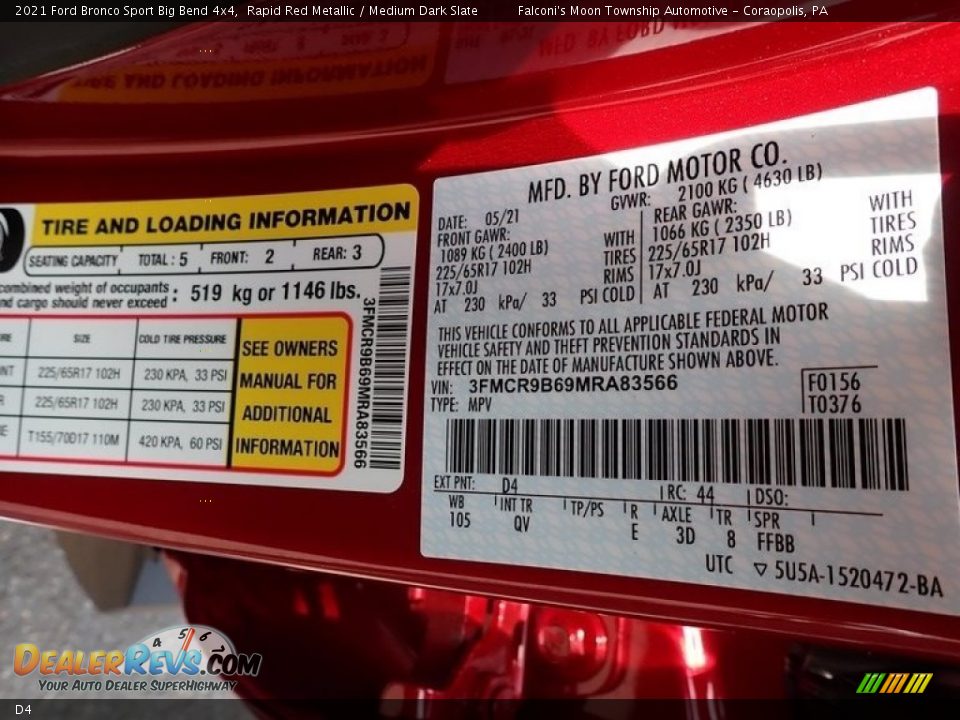 2021 Ford Bronco Sport Big Bend 4x4, Rapid Red Metallic / Medium Dark Slate Falconi's Moon Township Automotive - Coraopolis, PA
TIRE AND LOADING INFORMATION
SEATING CAPACITY TOTAL: 5 FRONT: 2 REAR: 3
combined weight of occupants
and cargo should never exceed : 519 kg or 1146 lbs.
SIZE COLD TIRE PRESSURE
225/65R17 102H 230 KPA, 33 PSI
225/65R17 102H 230 KPA, 33 PSI
T155/70D17 110M 420 KPA, 60 PSI
SEE OWNERS
MANUAL FOR
ADDITIONAL
INFORMATION
3FMCR9B69MRA83566
MFD. BY FORD MOTOR CO.
DATE: 05/21 GVWR: 2100 KG ( 4630 LB)
FRONT GAWR: REAR GAWR:
1089 KG ( 2400 LB) WITH 1066 KG ( 2350 LB) WITH
225/65R17 102H TIRES 225/65R17 102H TIRES
17x7.0J RIMS 17x7.0J RIMS
AT 230 kPa/ 33 PSI COLD AT 230 kPa/ 33 PSI COLD
THIS VEHICLE CONFORMS TO ALL APPLICABLE FEDERAL MOTOR
VEHICLE SAFETY AND THEFT PREVENTION STANDARDS IN
EFFECT ON THE DATE OF MANUFACTURE SHOWN ABOVE.
VIN: 3FMCR9B69MRA83566 F0156
TYPE: MPV T0376
EXT PNT: D4 RC: 44 DSO:
WB INT TR TP/PS R AXLE TR SPR
105 QV E 3D 8 FFBB
UTC ▽ 5U5A-1520472-BA
4 5 6
DealerRevs.com
Your Auto Dealer SuperHighway
D4